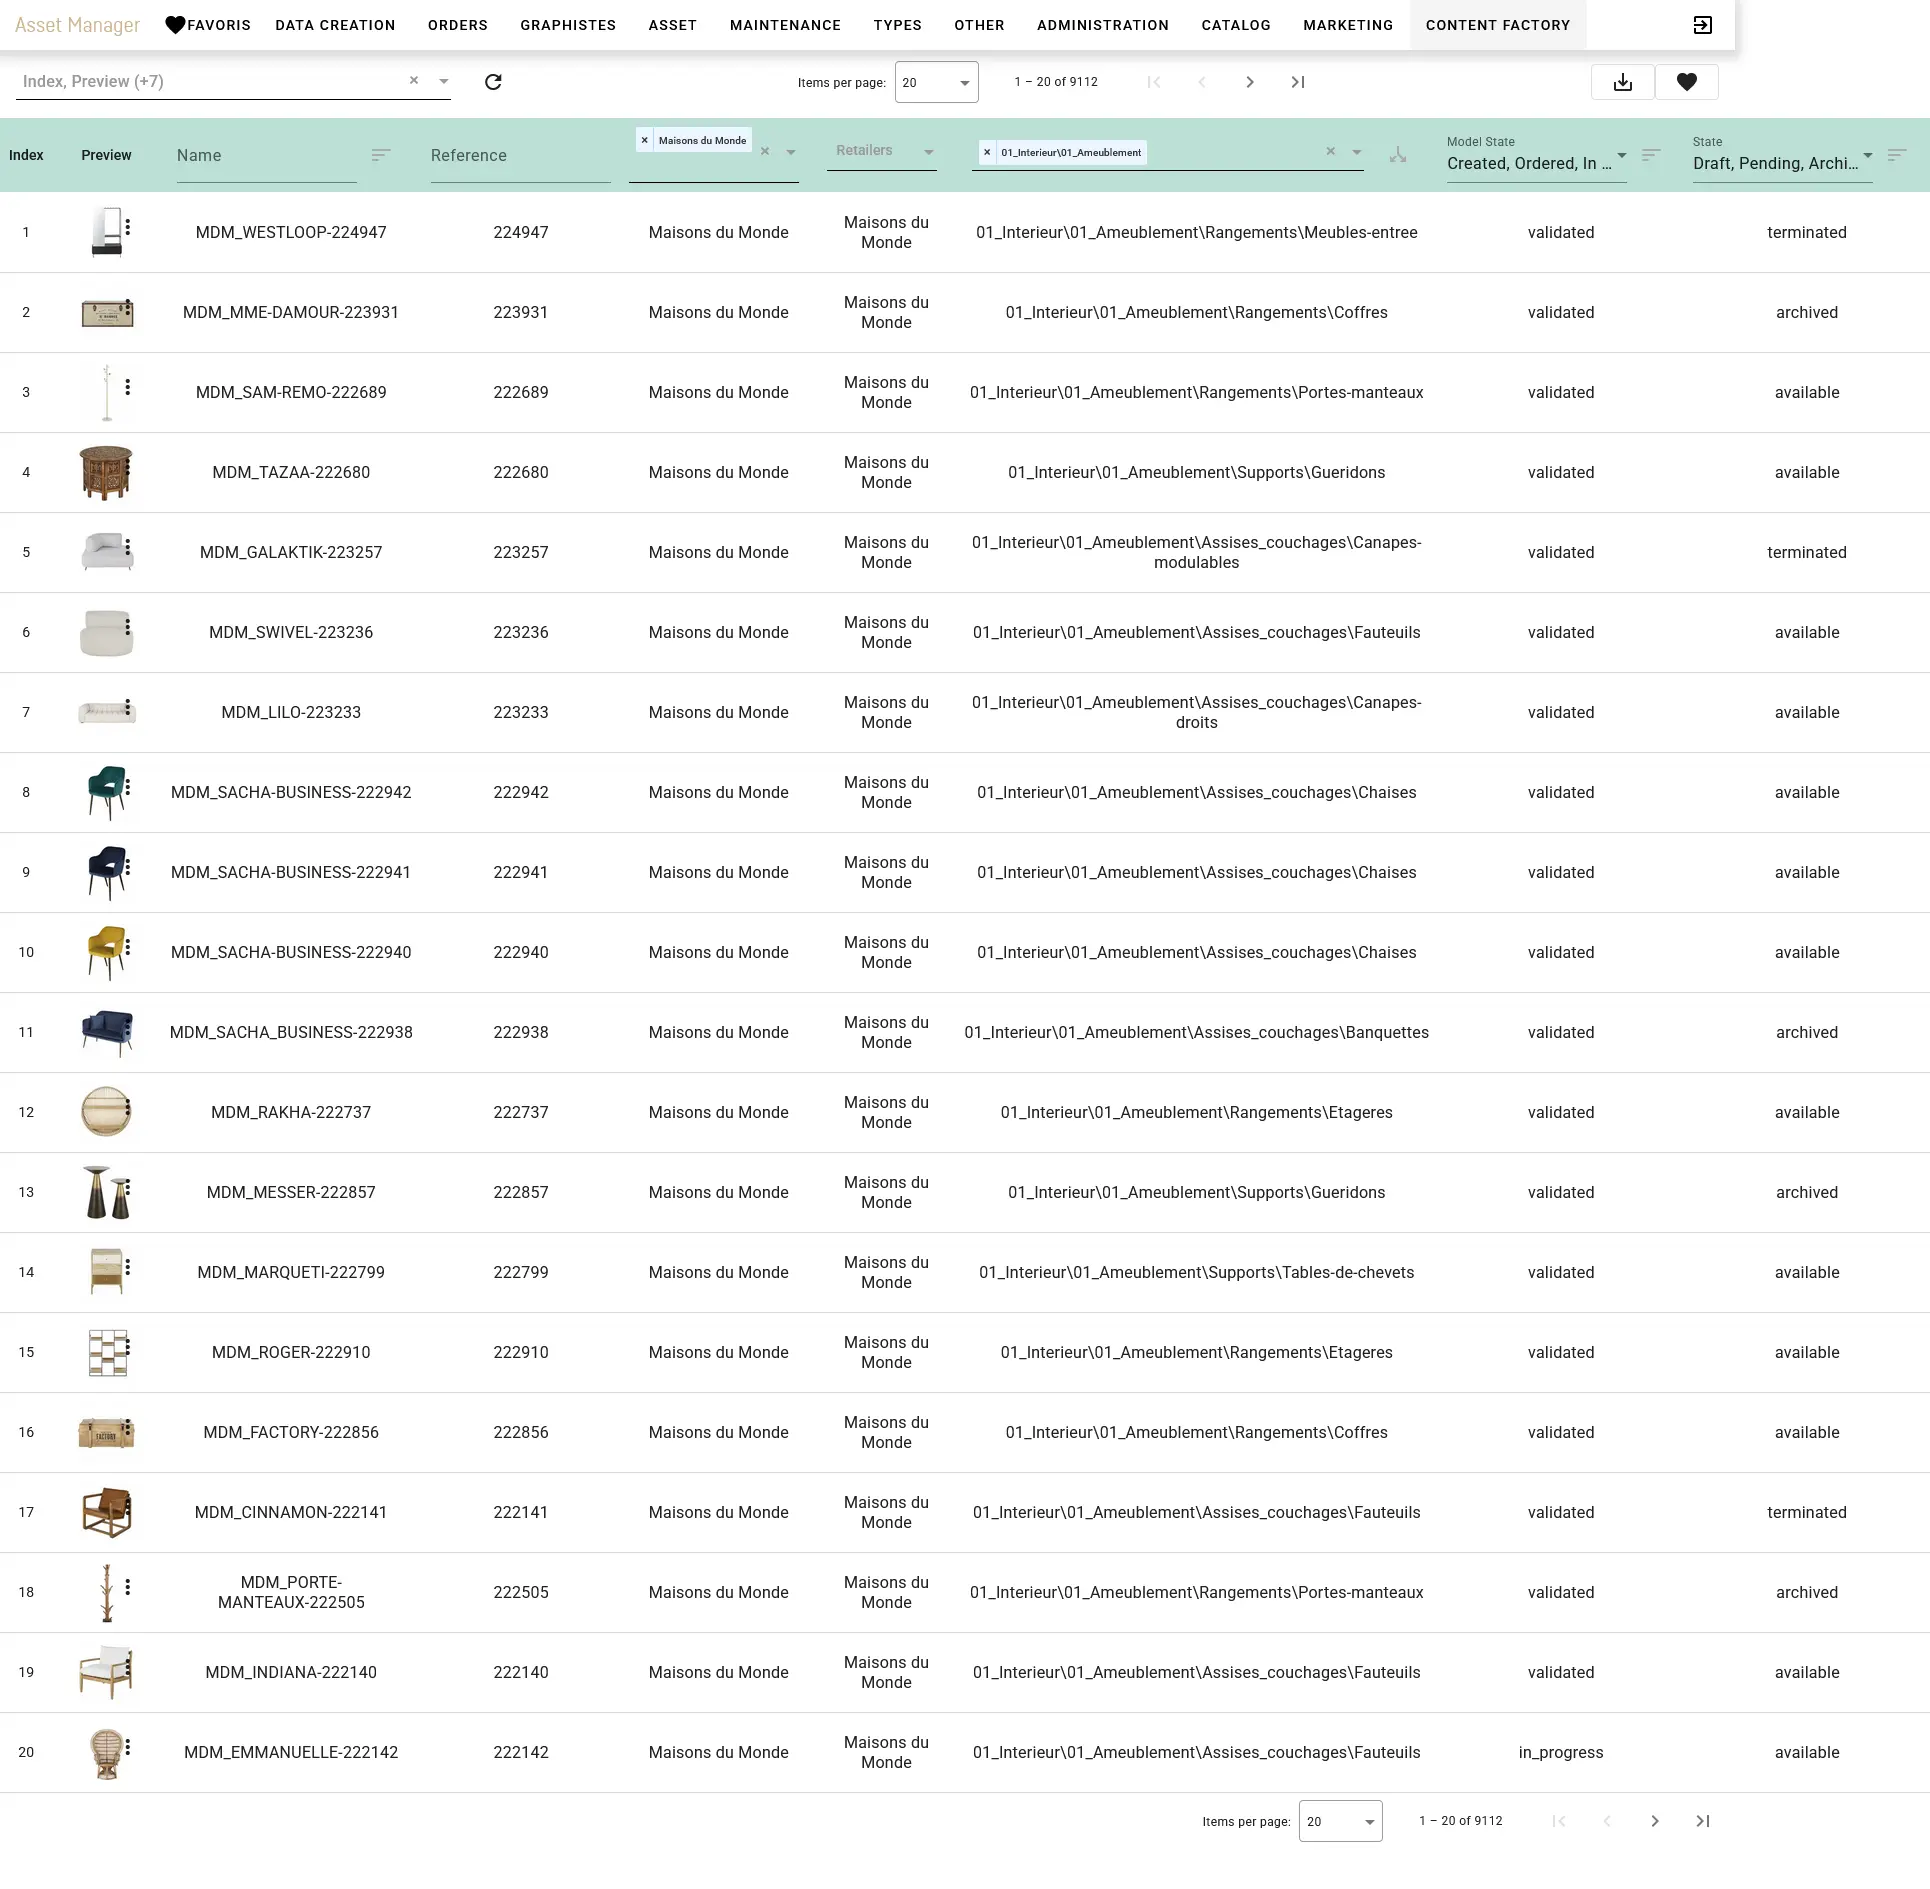 Asset Manager FAVORIS DATA CREATION ORDERS GRAPHISTES ASSET MAINTENANCE TYPES OTHER ADMINISTRATION CATALOG MARKETING CONTENT FACTORY
Index, Preview (+7) × Items per page: 20 1 – 20 of 9112
Index Preview Name Reference × Maisons du Monde × Retailers × 01_Interieur\01_Ameublement × Model State State
Created, Ordered, In ... Draft, Pending, Archi...
1 MDM_WESTLOOP-224947 224947 Maisons du Monde Maisons du Monde 01_Interieur\01_Ameublement\Rangements\Meubles-entree validated terminated
2 MDM_MME-DAMOUR-223931 223931 Maisons du Monde Maisons du Monde 01_Interieur\01_Ameublement\Rangements\Coffres validated archived
3 MDM_SAM-REMO-222689 222689 Maisons du Monde Maisons du Monde 01_Interieur\01_Ameublement\Rangements\Portes-manteaux validated available
4 MDM_TAZAA-222680 222680 Maisons du Monde Maisons du Monde 01_Interieur\01_Ameublement\Supports\Gueridons validated available
5 MDM_GALAKTIK-223257 223257 Maisons du Monde Maisons du Monde 01_Interieur\01_Ameublement\Assises_couchages\Canapes-modulables validated terminated
6 MDM_SWIVEL-223236 223236 Maisons du Monde Maisons du Monde 01_Interieur\01_Ameublement\Assises_couchages\Fauteuils validated available
7 MDM_LILO-223233 223233 Maisons du Monde Maisons du Monde 01_Interieur\01_Ameublement\Assises_couchages\Canapes-droits validated available
8 MDM_SACHA-BUSINESS-222942 222942 Maisons du Monde Maisons du Monde 01_Interieur\01_Ameublement\Assises_couchages\Chaises validated available
9 MDM_SACHA-BUSINESS-222941 222941 Maisons du Monde Maisons du Monde 01_Interieur\01_Ameublement\Assises_couchages\Chaises validated available
10 MDM_SACHA-BUSINESS-222940 222940 Maisons du Monde Maisons du Monde 01_Interieur\01_Ameublement\Assises_couchages\Chaises validated available
11 MDM_SACHA_BUSINESS-222938 222938 Maisons du Monde Maisons du Monde 01_Interieur\01_Ameublement\Assises_couchages\Banquettes validated archived
12 MDM_RAKHA-222737 222737 Maisons du Monde Maisons du Monde 01_Interieur\01_Ameublement\Rangements\Etageres validated available
13 MDM_MESSER-222857 222857 Maisons du Monde Maisons du Monde 01_Interieur\01_Ameublement\Supports\Gueridons validated archived
14 MDM_MARQUETI-222799 222799 Maisons du Monde Maisons du Monde 01_Interieur\01_Ameublement\Supports\Tables-de-chevets validated available
15 MDM_ROGER-222910 222910 Maisons du Monde Maisons du Monde 01_Interieur\01_Ameublement\Rangements\Etageres validated available
16 FACTORY MDM_FACTORY-222856 222856 Maisons du Monde Maisons du Monde 01_Interieur\01_Ameublement\Rangements\Coffres validated available
17 MDM_CINNAMON-222141 222141 Maisons du Monde Maisons du Monde 01_Interieur\01_Ameublement\Assises_couchages\Fauteuils validated terminated
18 MDM_PORTE-MANTEAUX-222505 222505 Maisons du Monde Maisons du Monde 01_Interieur\01_Ameublement\Rangements\Portes-manteaux validated archived
19 MDM_INDIANA-222140 222140 Maisons du Monde Maisons du Monde 01_Interieur\01_Ameublement\Assises_couchages\Fauteuils validated available
20 MDM_EMMANUELLE-222142 222142 Maisons du Monde Maisons du Monde 01_Interieur\01_Ameublement\Assises_couchages\Fauteuils in_progress available
Items per page: 20 1 – 20 of 9112